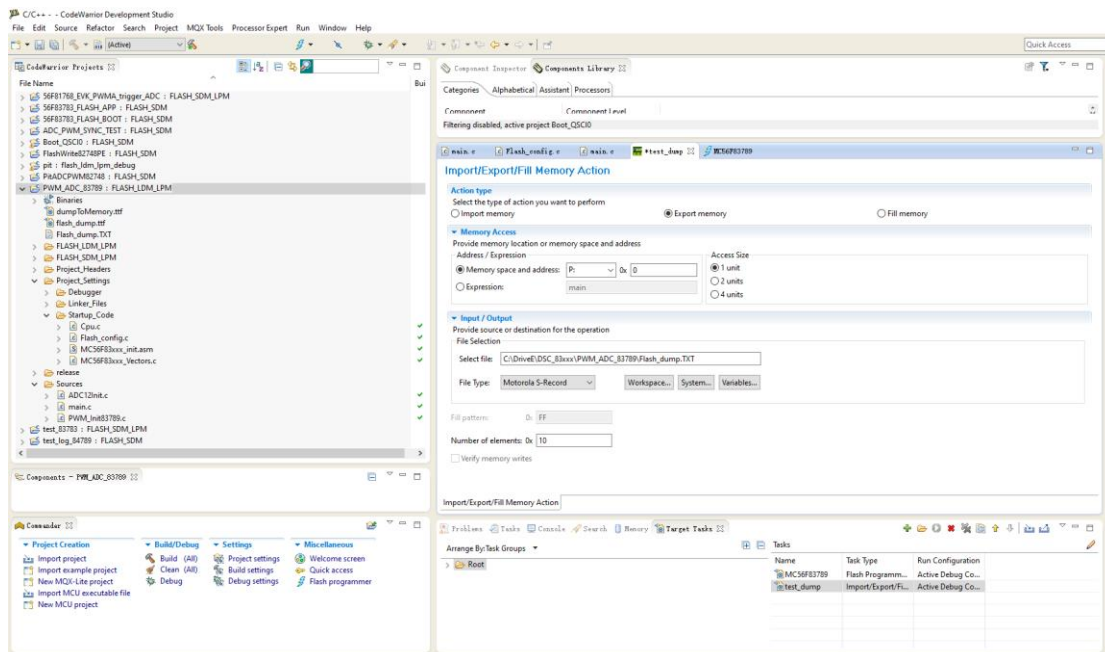 C/C++ - - CodeWarrior Development Studio
File Edit Source Refactor Search Project MQX Tools Processor Expert Run Window Help
(Active)
Quick Access
CodeWarrior Projects
File Name
Bui
56F81768_EVK_PWMA_trigger_ADC : FLASH_SDM_LPM
56F83783_FLASH_APP : FLASH_SDM
56F83783_FLASH_BOOT : FLASH_SDM
ADC_PWM_SYNC_TEST : FLASH_SDM
Boot_QSCI0 : FLASH_SDM
FlashWrite82748PE : FLASH_SDM
pit : flash_ldm_lpm_debug
PitADCPWM82748 : FLASH_SDM
PWM_ADC_83789 : FLASH_LDM_LPM
Binaries
dumpToMemory.ttf
flash_dump.ttf
Flash_dump.TXT
FLASH_LDM_LPM
FLASH_SDM_LPM
Project_Headers
Project_Settings
Debugger
Linker_Files
Startup_Code
Cpu.c
Flash_config.c
MC56F83xxx_init.asm
MC56F83xxx_Vectors.c
release
Sources
ADC12Init.c
main.c
PWM_Init83789.c
test_83783 : FLASH_SDM_LPM
test_log_84789 : FLASH_SDM
Components - PWM_ADC_83789
Commander
Project Creation
Import project
Import example project
New MQX-Lite project
Import MCU executable file
New MCU project
Build/Debug
Build (All)
Clean (All)
Debug
Settings
Project settings
Build settings
Debug settings
Miscellaneous
Welcome screen
Quick access
Flash programmer
Component Inspector Components Library
Categories Alphabetical Assistant Processors
Component Component Level
Filtering disabled, active project Boot_QSCI0
main.c Flash_config.c main.c *test_dump MC56F83789
Import/Export/Fill Memory Action
Action type
Select the type of action you want to perform
Import memory Export memory Fill memory
Memory Access
Provide memory location or memory space and address
Address / Expression
Memory space and address: P: 0x 0
Expression: main
Access Size
1 unit
2 units
4 units
Input / Output
Provide source or destination for the operation
File Selection
Select file: C:\DriveE\DSC_83xxx\PWM_ADC_83789\Flash_dump.TXT
File Type: Motorola S-Record Workspace... System... Variables...
Fill pattern: 0x FF
Number of elements: 0x 10
Verify memory writes
Import/Export/Fill Memory Action
Problems Tasks Console Search Memory Target Tasks
Arrange By:Task Groups
Root
Tasks
Name Task Type Run Configuration
MC56F83789 Flash Programm... Active Debug Co...
test_dump Import/Export/Fi... Active Debug Co...